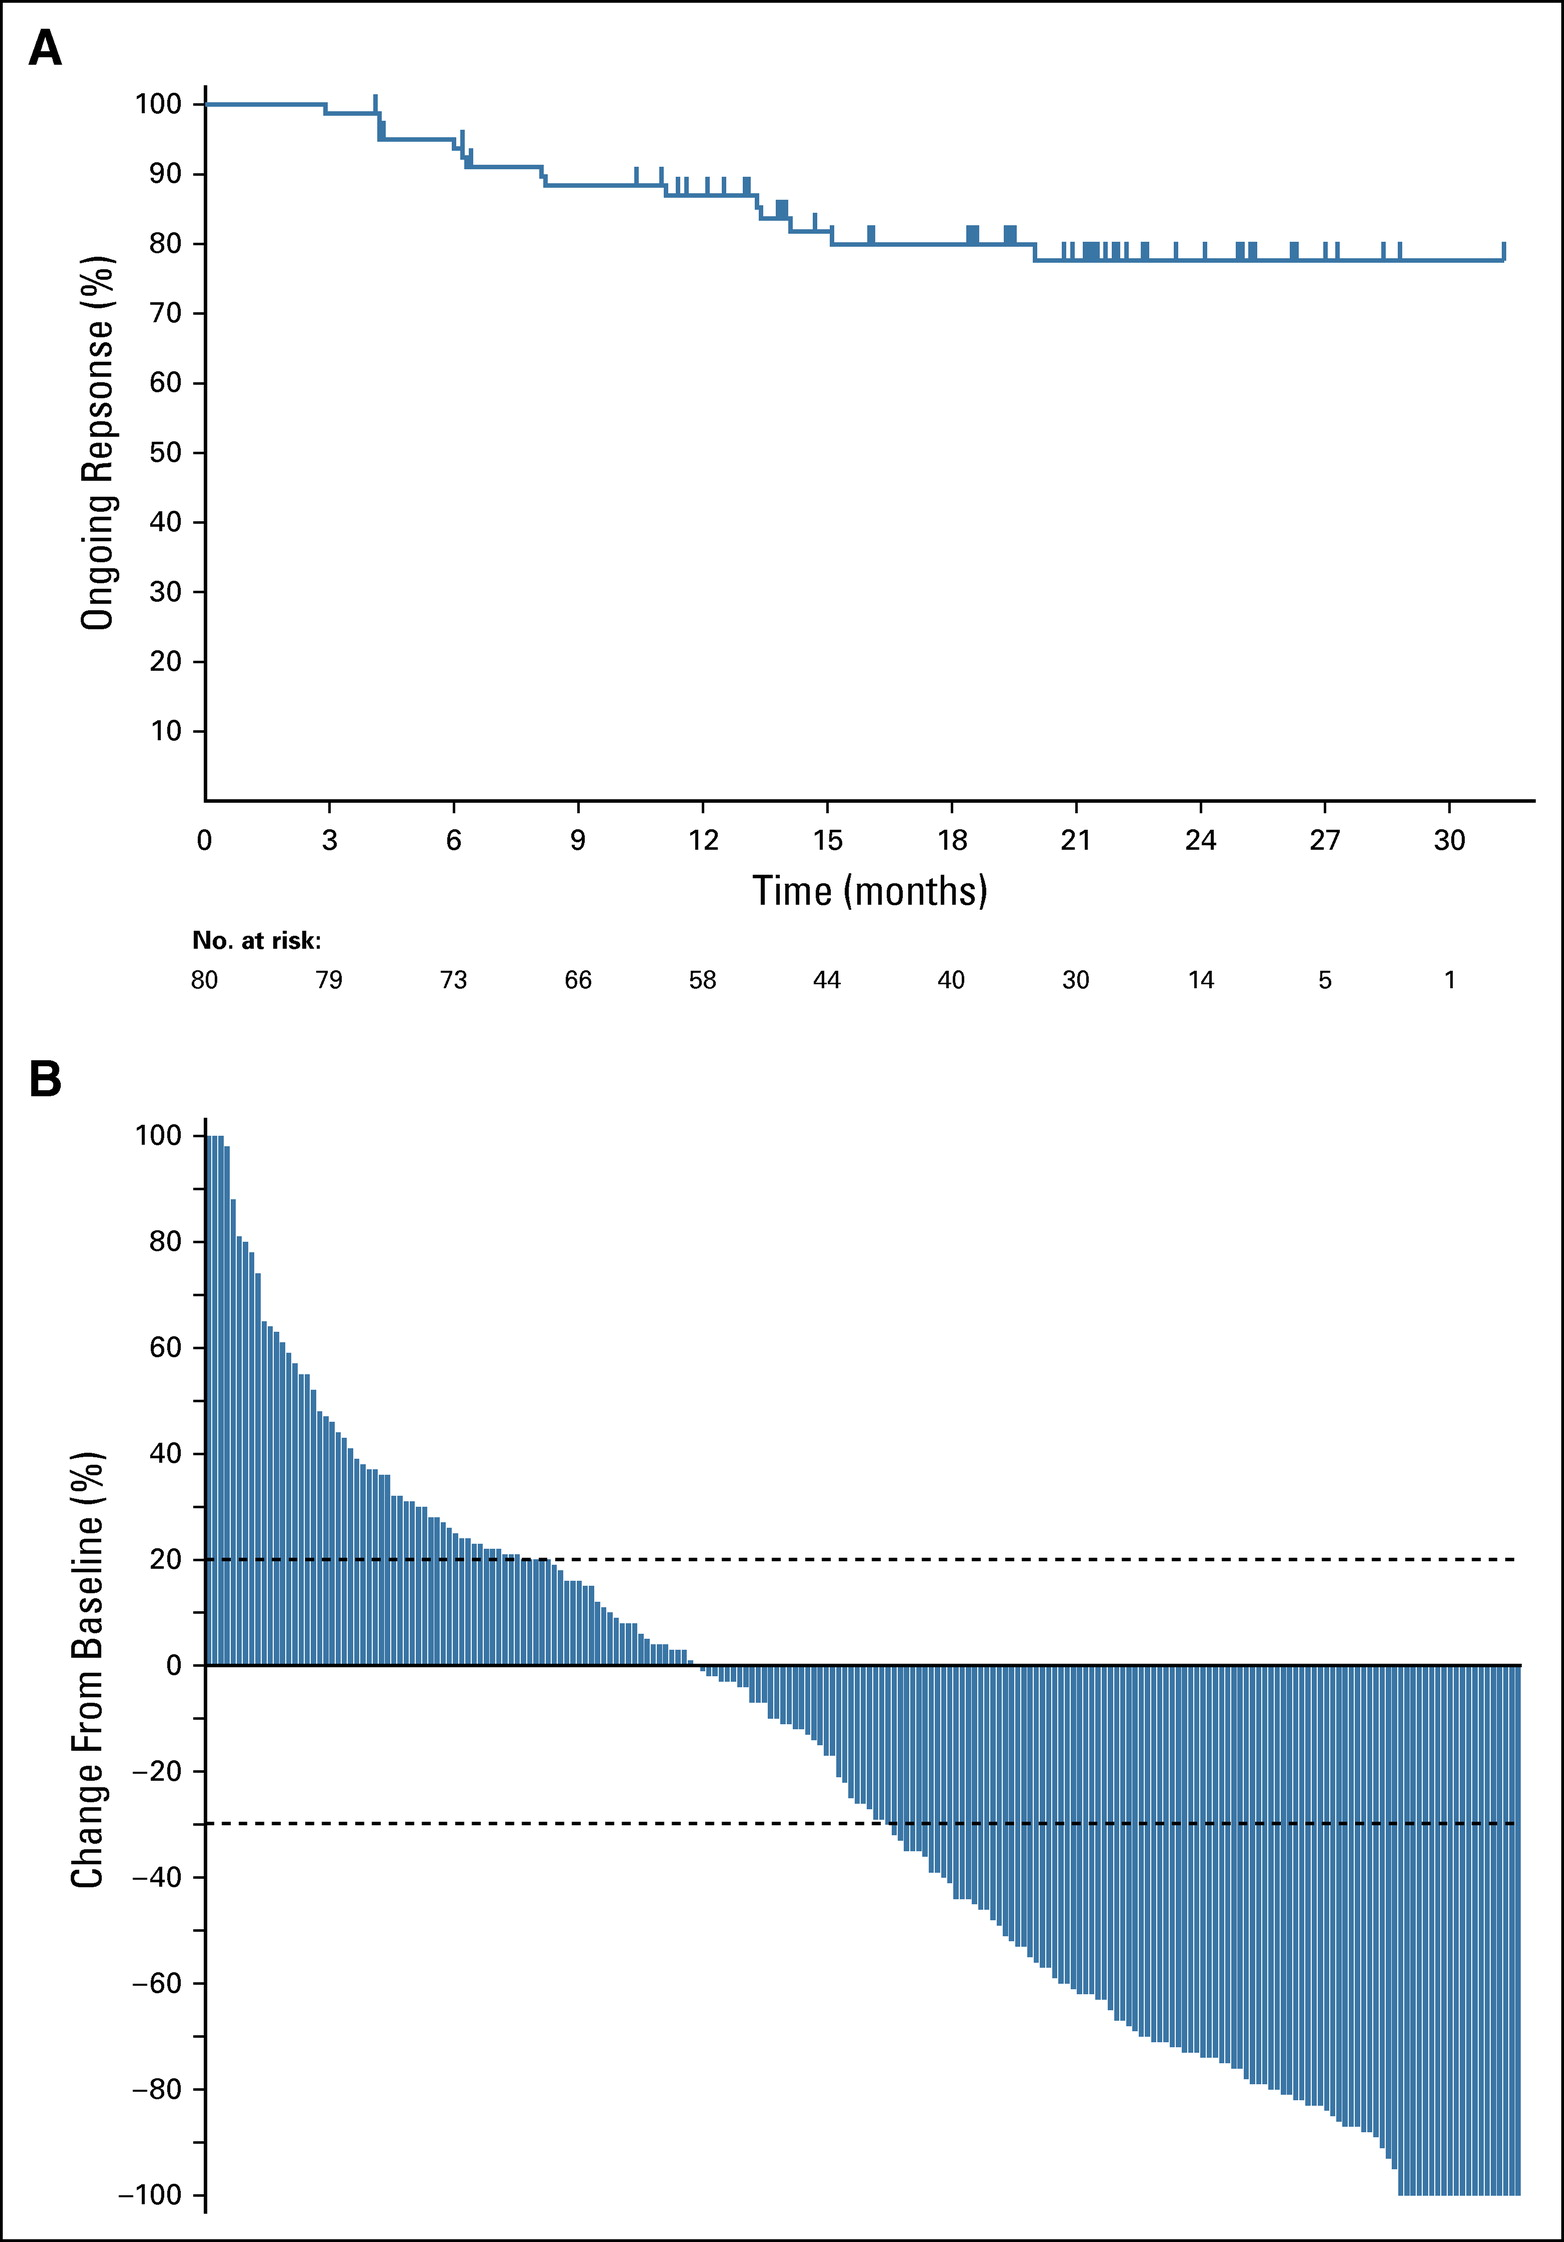 A
100
90
80
70
60
50
40
30
20
10
Ongoing Repsonse (%)
0 3 6 9 12 15 18 21 24 27 30
Time (months)
No. at risk:
80 79 73 66 58 44 40 30 14 5 1
B
100
80
60
40
20
0
–20
–40
–60
–80
–100
Change From Baseline (%)